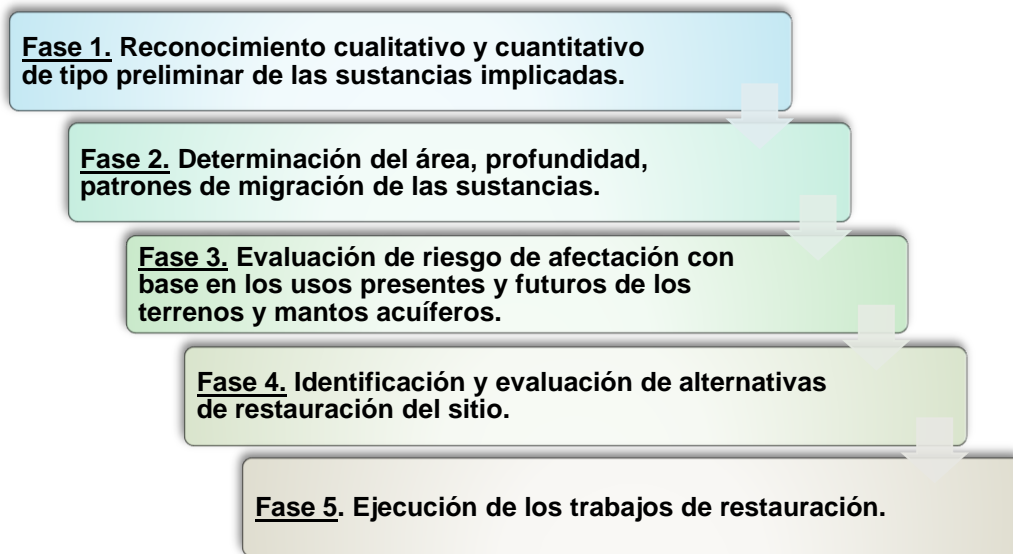 Fase 1. Reconocimiento cualitativo y cuantitativo
de tipo preliminar de las sustancias implicadas.
Fase 2. Determinación del área, profundidad,
patrones de migración de las sustancias.
Fase 3. Evaluación de riesgo de afectación con
base en los usos presentes y futuros de los
terrenos y mantos acuíferos.
Fase 4. Identificación y evaluación de alternativas
de restauración del sitio.
Fase 5. Ejecución de los trabajos de restauración.